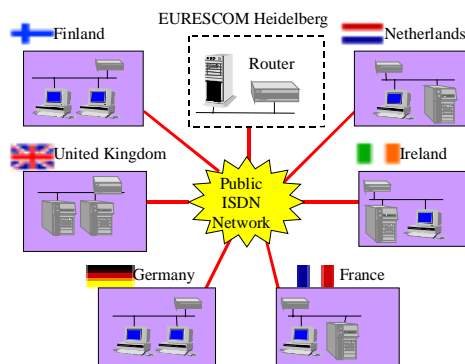 EURESCOM Heidelberg
Finland
Router
Netherlands
United Kingdom
Public
ISDN
Network
Ireland
Germany
France